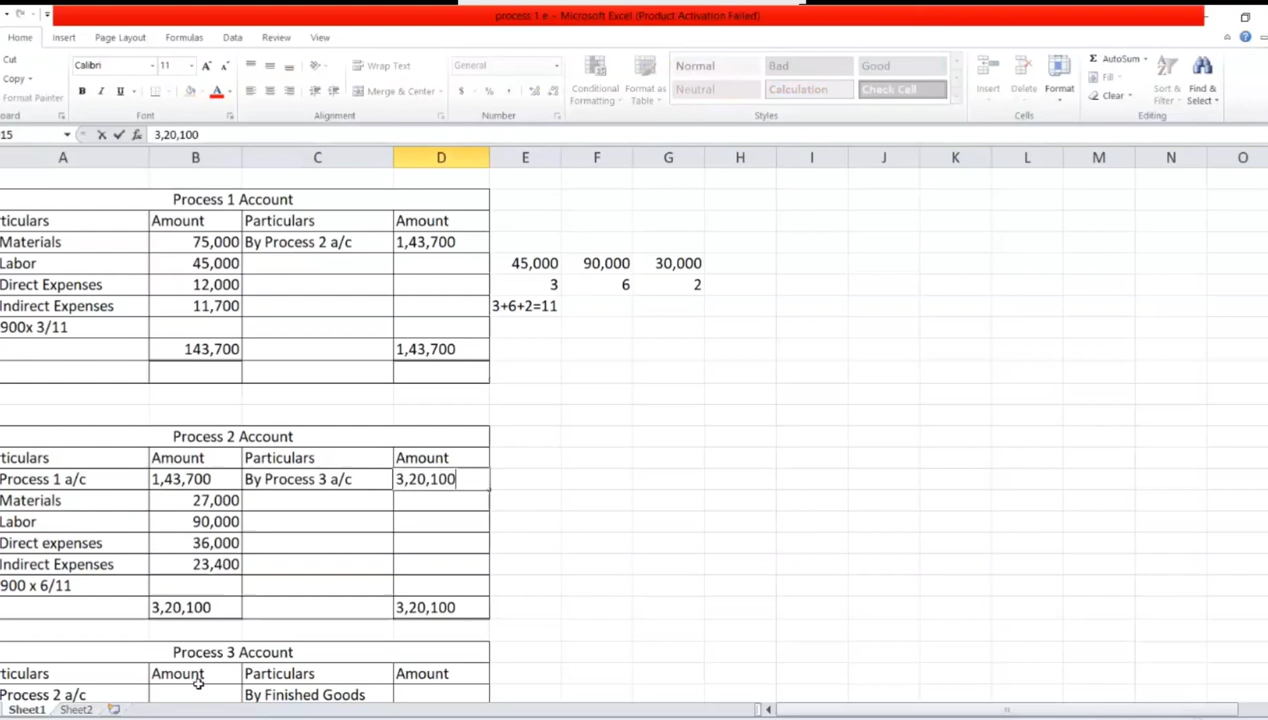 process 1.e - Microsoft Excel (Product Activation Failed)
Home Insert Page Layout Formulas Data Review View
Cut
Copy
Format Painter
Calibri 11
Wrap Text
General
Merge & Center
Conditional Formatting
Format as Table
Normal Bad Good
Neutral Calculation Check Cell
Insert Delete Format
Σ AutoSum
Fill
Clear
Sort & Filter
Find & Select
oard Font Alignment Number Styles Cells Editing
15 fx 3,20,100
A B C D E F G H I J K L M N O
Process 1 Account
ticulars Amount Particulars Amount
Materials 75,000 By Process 2 a/c 1,43,700
Labor 45,000 45,000 90,000 30,000
Direct Expenses 12,000 3 6 2
Indirect Expenses 11,700 3+6+2=11
900x 3/11
143,700 1,43,700
Process 2 Account
ticulars Amount Particulars Amount
Process 1 a/c 1,43,700 By Process 3 a/c 3,20,100
Materials 27,000
Labor 90,000
Direct expenses 36,000
Indirect Expenses 23,400
900 x 6/11
3,20,100 3,20,100
Process 3 Account
ticulars Amount Particulars Amount
Process 2 a/c By Finished Goods
Sheet1 Sheet2